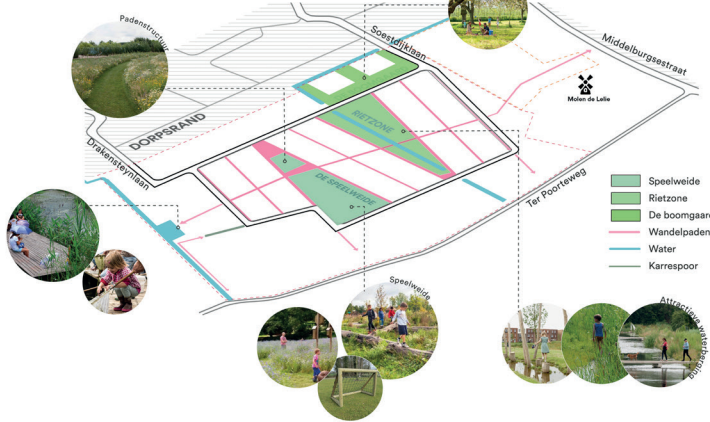 Padenstructuur
Soestdijklaan
Middelburgsestraat
Molen de Lelie
DORPSRAND
RIETZONE
Drakensteynlaan
DE SPEELWEIDE
Ter Poorteweg
Speelweide
Rietzone
De boomgaard
Wandelpaden
Water
Karrespoor
Speelweide
Attractieve waterberging